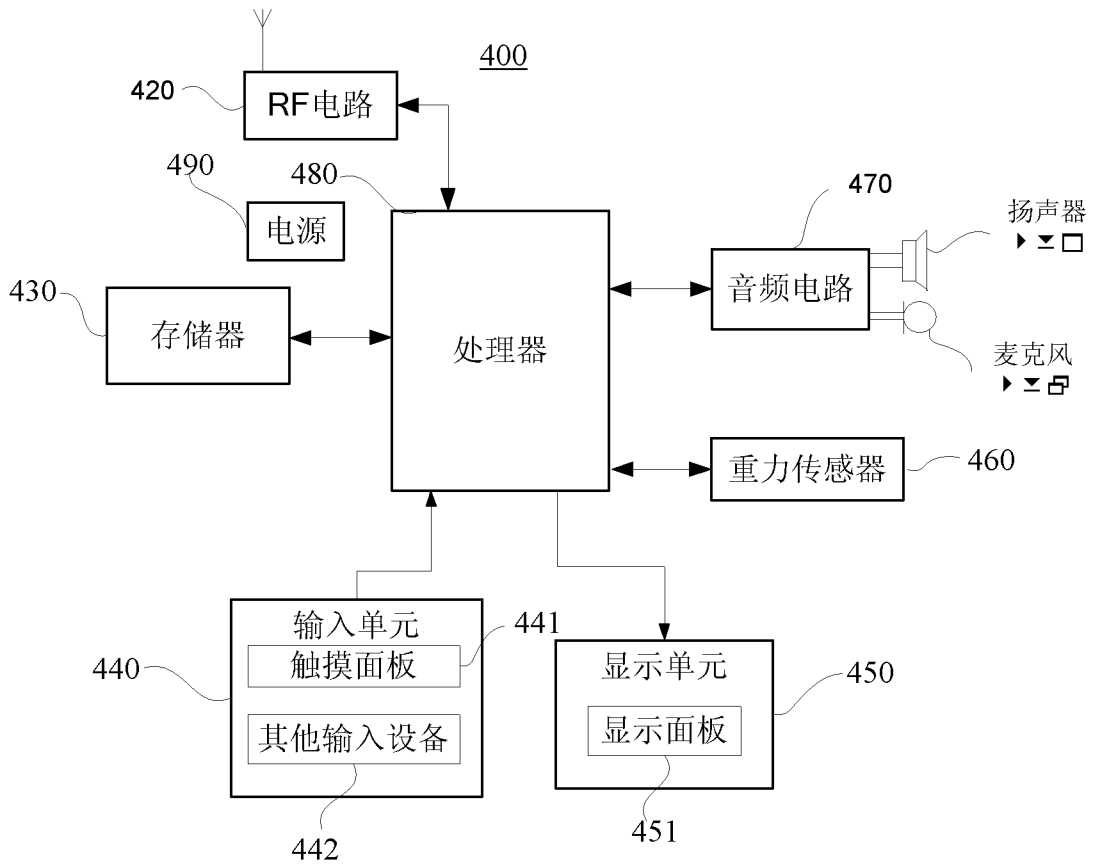 400
420
RF电路
490
480
电源
470
扬声器
音频电路
430
存储器
处理器
麦克风
重力传感器
460
输入单元
441
触摸面板
440
其他输入设备
442
显示单元
450
显示面板
451